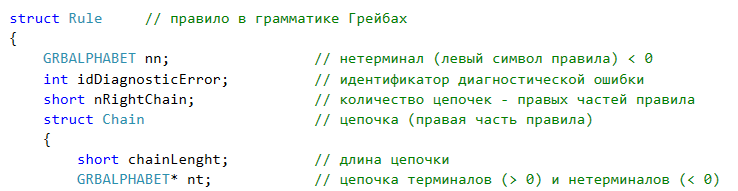 struct Rule // правило в грамматике Грейбах
{
GRBALPHABET nn; // нетерминал (левый символ правила) < 0
int idDiagnosticError; // идентификатор диагностической ошибки
short nRightChain; // количество цепочек - правых частей правила
struct Chain // цепочка (правая часть правила)
{
short chainLenght; // длина цепочки
GRBALPHABET* nt; // цепочка терминалов (> 0) и нетерминалов (< 0)